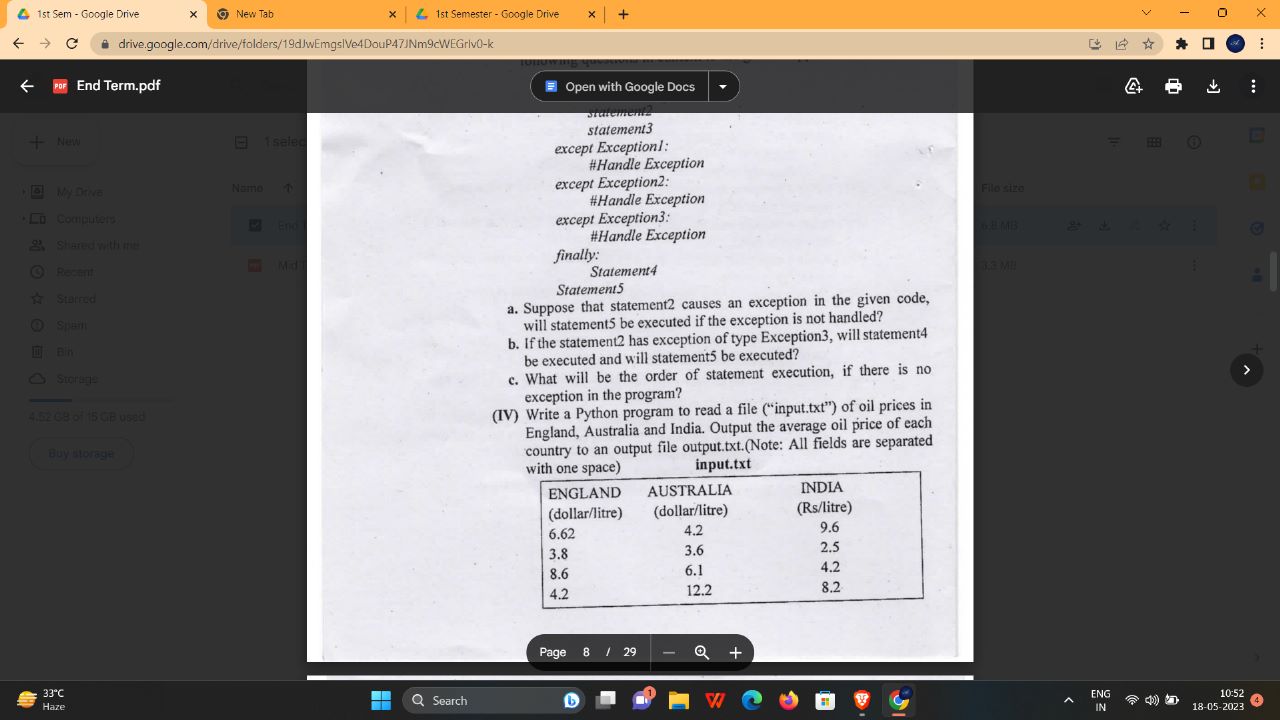 1st Sem - Google Drive
New Tab
1st Semester - Google Drive
drive.google.com/drive/folders/19dJwEmgslVe4DouP47JNm9cWEGrIv0-k
End Term.pdf
Open with Google Docs
New
1 selec
My Drive
Computers
Shared with me
Recent
Starred
Spam
Bin
Storage
4.52 GB of 15 GB used
Buy storage
Name
File size
End T
6.8 MB
Mid T
3.3 MB
following questions in
statement2
statement3
except Exception1:
#Handle Exception
except Exception2:
#Handle Exception
except Exception3:
#Handle Exception
finally:
Statement4
Statement5
a. Suppose that statement2 causes an exception in the given code,
will statement5 be executed if the exception is not handled?
b. If the statement2 has exception of type Exception3, will statement4
be executed and will statement5 be executed?
c. What will be the order of statement execution, if there is no
exception in the program?
(IV) Write a Python program to read a file ("input.txt") of oil prices in
England, Australia and India. Output the average oil price of each
country to an output file output.txt.(Note: All fields are separated
with one space) input.txt
ENGLAND AUSTRALIA INDIA
(dollar/litre) (dollar/litre) (Rs/litre)
6.62 4.2 9.6
3.8 3.6 2.5
8.6 6.1 4.2
4.2 12.2 8.2
Page 8 / 29
33°C
Haze
Search
1
ENG
IN
10:52
18-05-2023
4